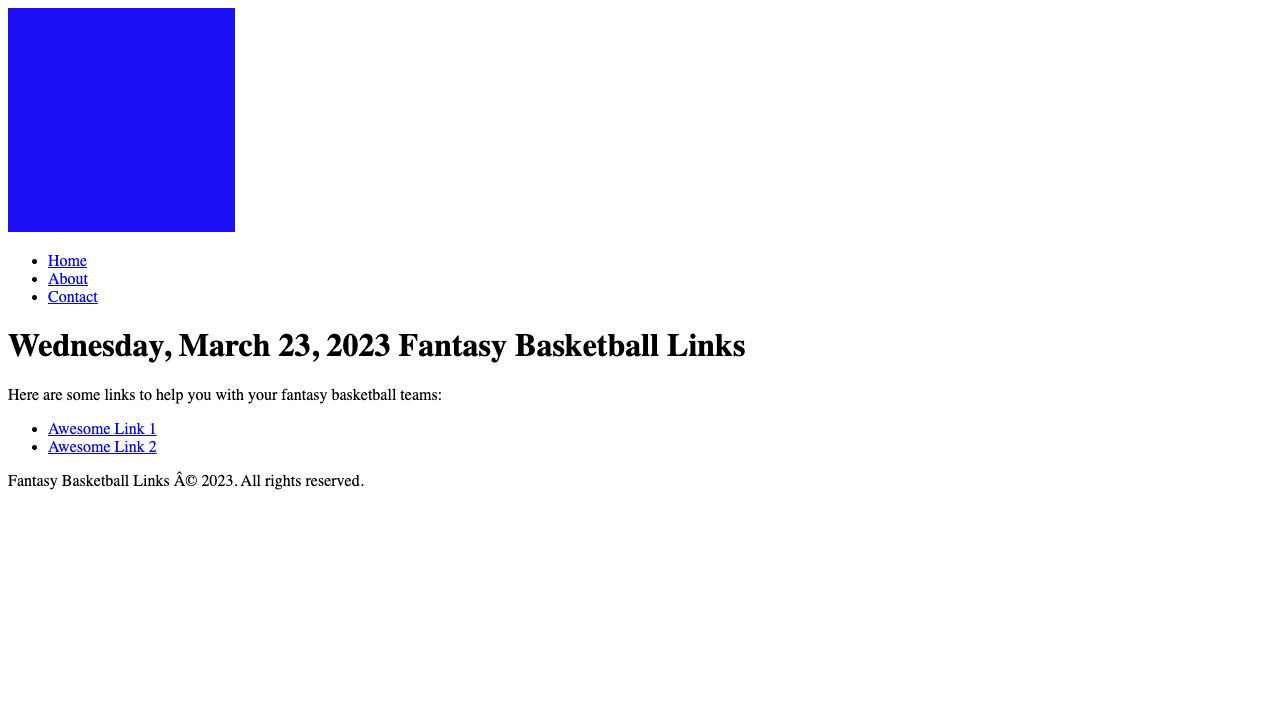 Home
About
Contact
Wednesday, March 23, 2023 Fantasy Basketball Links
Here are some links to help you with your fantasy basketball teams:
Awesome Link 1
Awesome Link 2
Fantasy Basketball Links Â© 2023. All rights reserved.